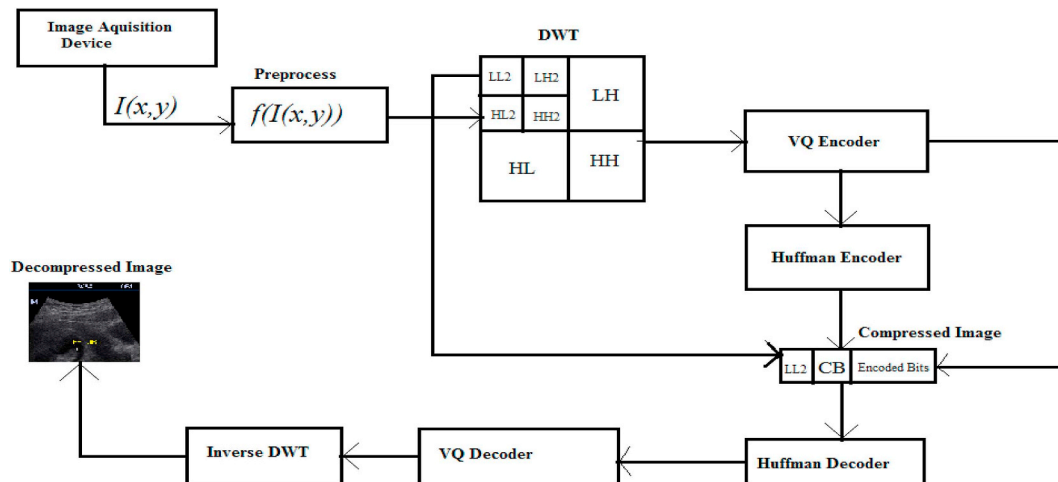 Image Aquisition
Device
I(x,y)
Preprocess
f(I(x,y))
DWT
LL2
LH2
HL2
HH2
LH
HL
HH
VQ Encoder
Huffman Encoder
Compressed Image
LL2
CB
Encoded Bits
Huffman Decoder
VQ Decoder
Inverse DWT
Decompressed Image